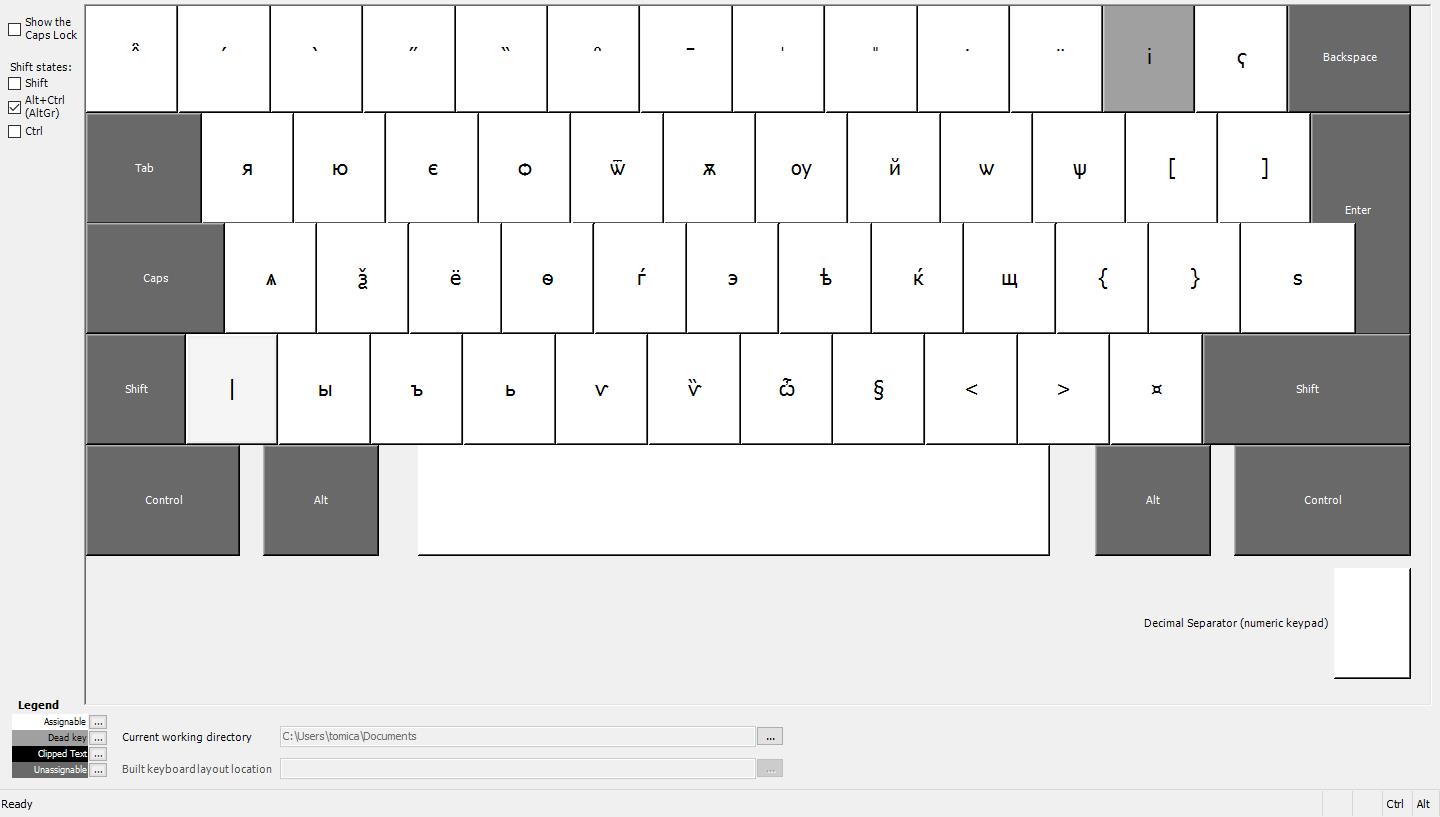 Show the
Caps Lock
Shift states:
Shift
Alt+Ctrl
(AltGr)
Ctrl
̑ ́ ̀ ̋ ̏ ̂ ̄ ̍ ̎ ̇ ̈ і ҁ Backspace
Tab я ю є ѻ ѿ ѫ оу й ѡ ψ [ ] Enter
Caps ѧ ѯ ё ѳ ѓ э ѣ ќ щ { } ѕ
Shift | ы ъ ь ѵ ѷ ѽ § < > ¤ Shift
Control Alt Alt Control
Decimal Separator (numeric keypad)
Legend
Assignable ...
Dead key ...
Clipped Text ...
Unassignable ...
Current working directory C:\Users\tomica\Documents ...
Built keyboard layout location ...
Ready Ctrl Alt